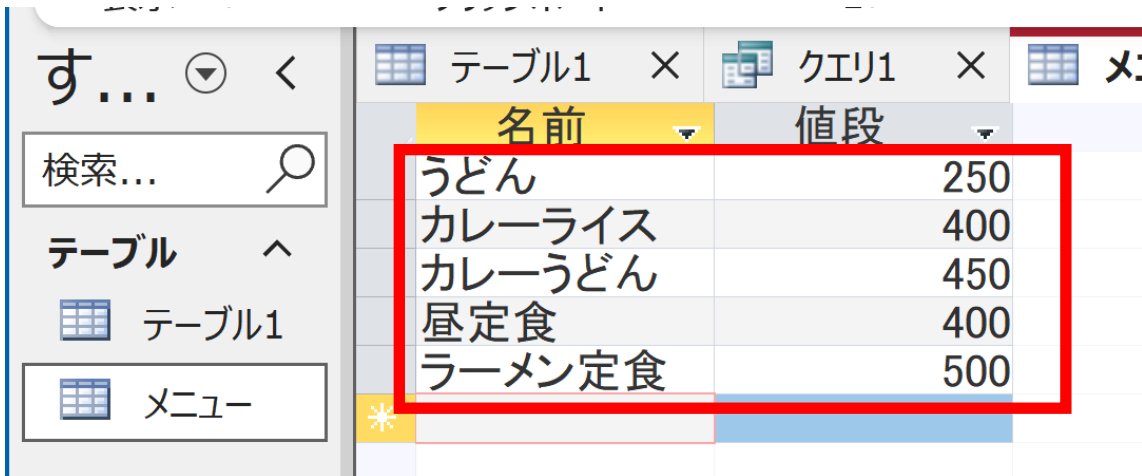 す...
テーブル1
クエリ1
検索...
名前 値段
うどん 250
カレーライス 400
カレーうどん 450
昼定食 400
ラーメン定食 500
テーブル
テーブル1
メニュー